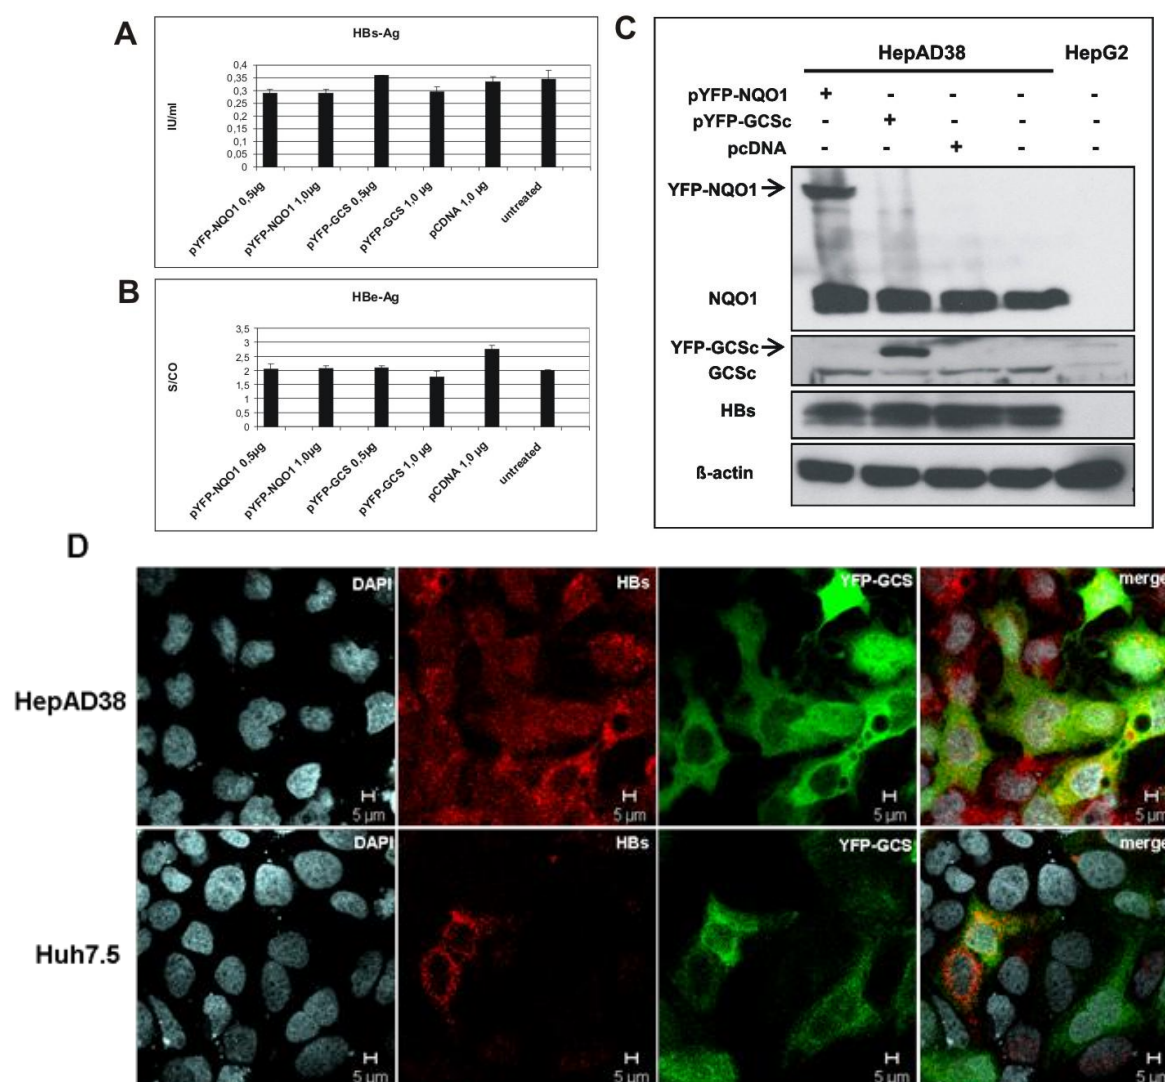 A
HBs-Ag
IU/ml
0,4
0,35
0,3
0,25
0,2
0,15
0,1
0,05
0
pYFP-NQO1 0,5µg
pYFP-NQO1 1,0µg
pYFP-GCS 0,5µg
pYFP-GCS 1,0 µg
pCDNA 1,0 µg
untreated
B
HBe-Ag
S/CO
3,5
3
2,5
2
1,5
1
0,5
0
pYFP-NQO1 0,5µg
pYFP-NQO1 1,0µg
pYFP-GCS 0,5µg
pYFP-GCS 1,0 µg
pCDNA 1,0 µg
untreated
C
HepAD38 HepG2
pYFP-NQO1 + - - - -
pYFP-GCSc - + - - -
pcDNA - - + - -
YFP-NQO1
NQO1
YFP-GCSc
GCSc
HBs
ß-actin
D
HepAD38
DAPI HBs YFP-GCS merge
5 µm 5 µm 5 µm 5 µm
Huh7.5
DAPI HBs YFP-GCS merge
5 µm 5 µm 5 µm 5 µm